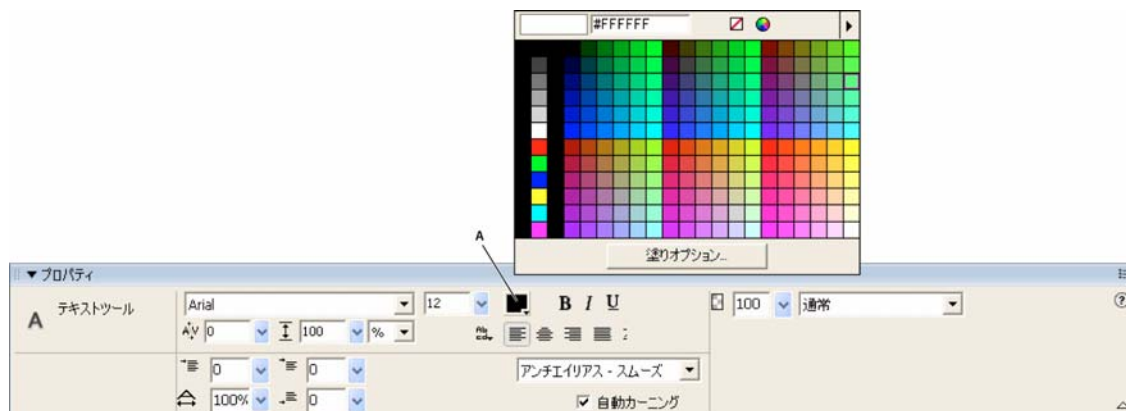 #FFFFFF
塗りオプション...
A
▼ プロパティ
A テキストツール
Arial 12 B I U 100 通常
0 100 %
0 0 アンチエイリアス - スムーズ
100% 0 自動カーニング